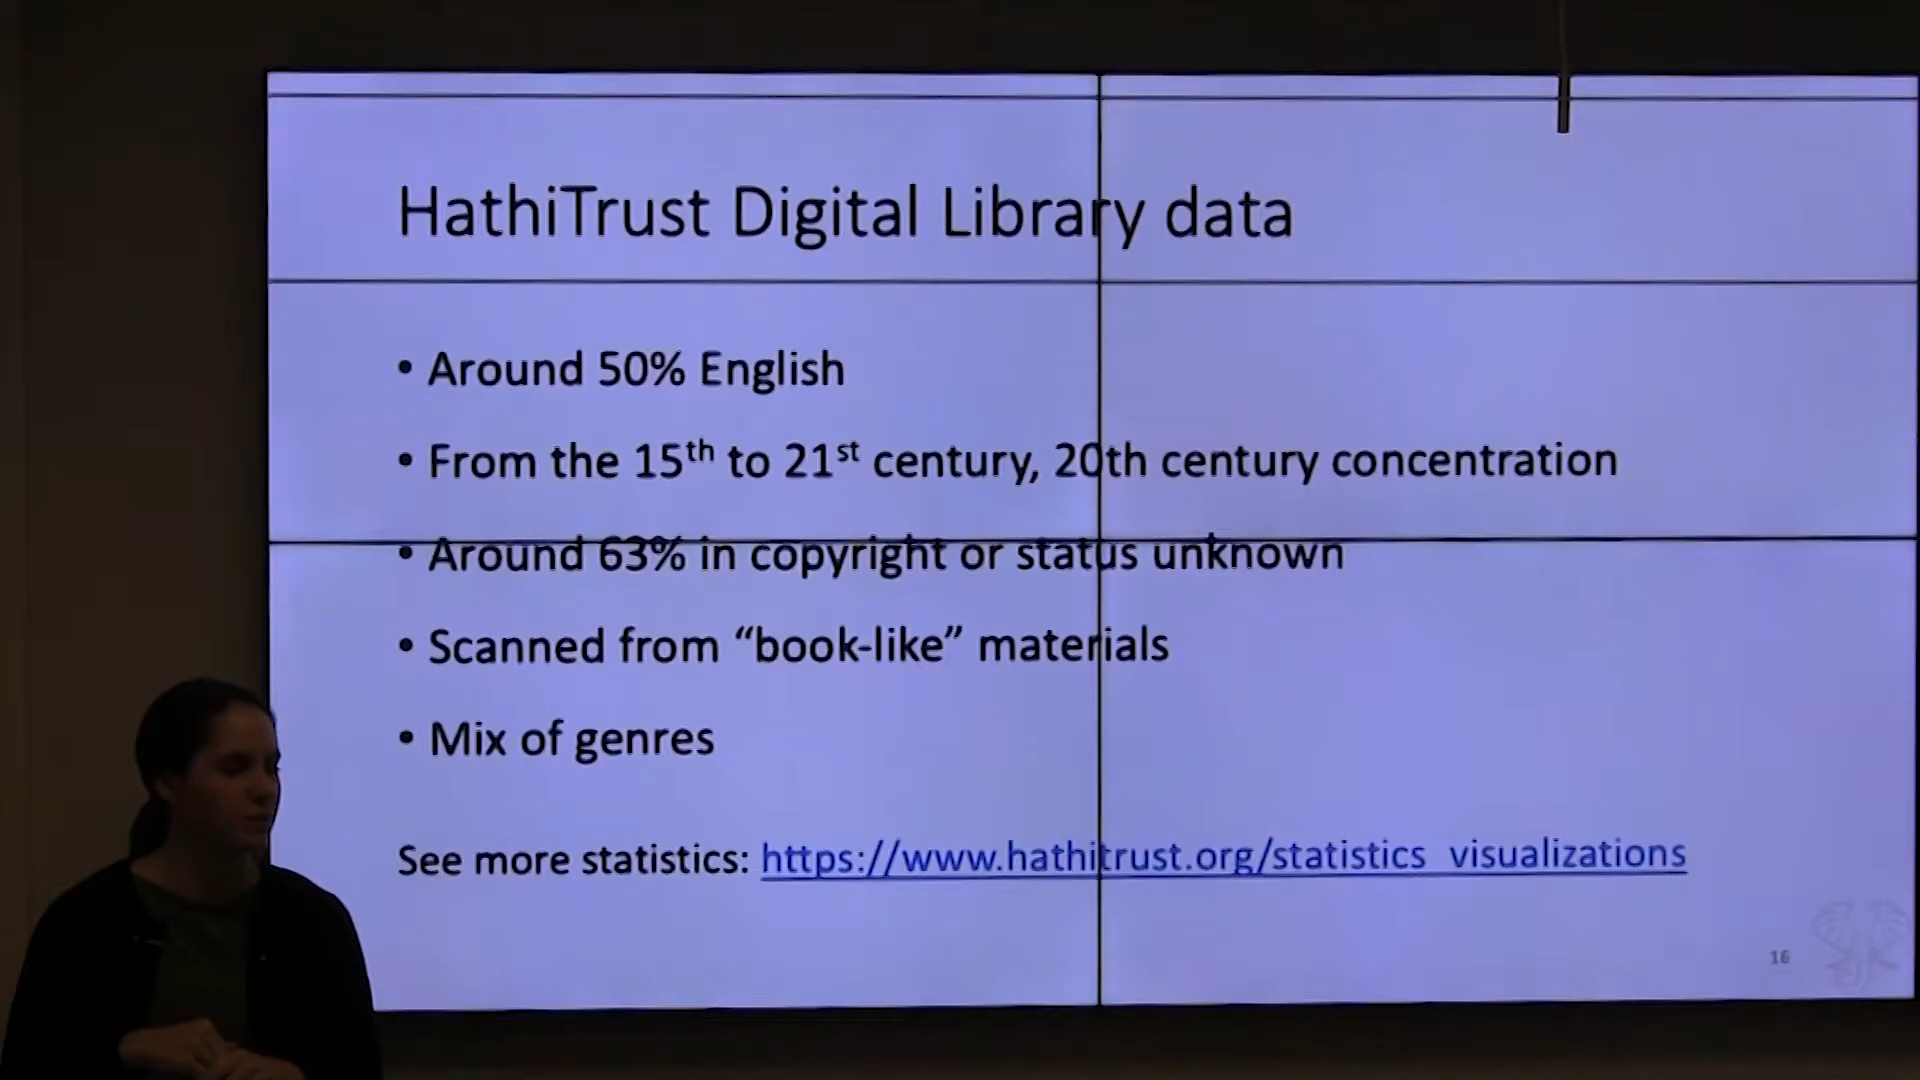 HathiTrust Digital Library data
• Around 50% English
• From the 15th to 21st century, 20th century concentration
• Around 63% in copyright or status unknown
• Scanned from “book-like” materials
• Mix of genres
See more statistics: https://www.hathitrust.org/statistics_visualizations
16